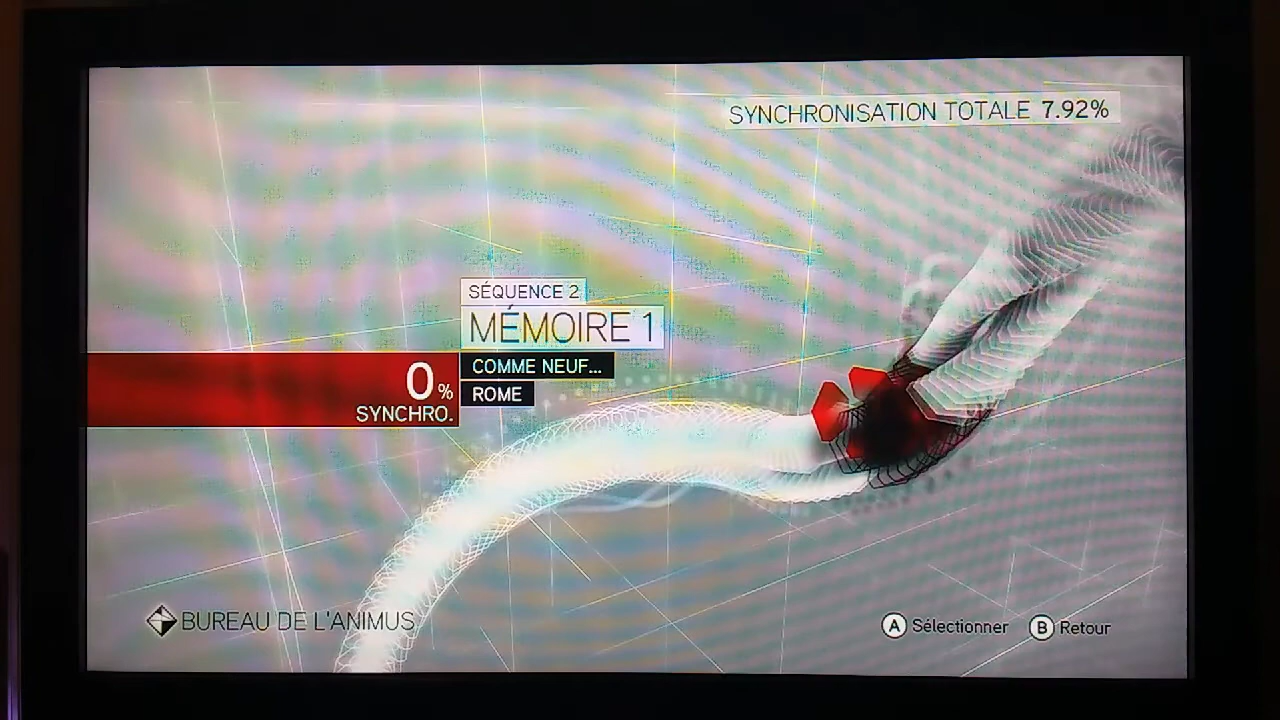 SYNCHRONISATION TOTALE 7.92%
SÉQUENCE 2
MÉMOIRE 1
COMME NEUF...
ROME
0%
SYNCHRO.
BUREAU DE L'ANIMUS
A Sélectionner
B Retour